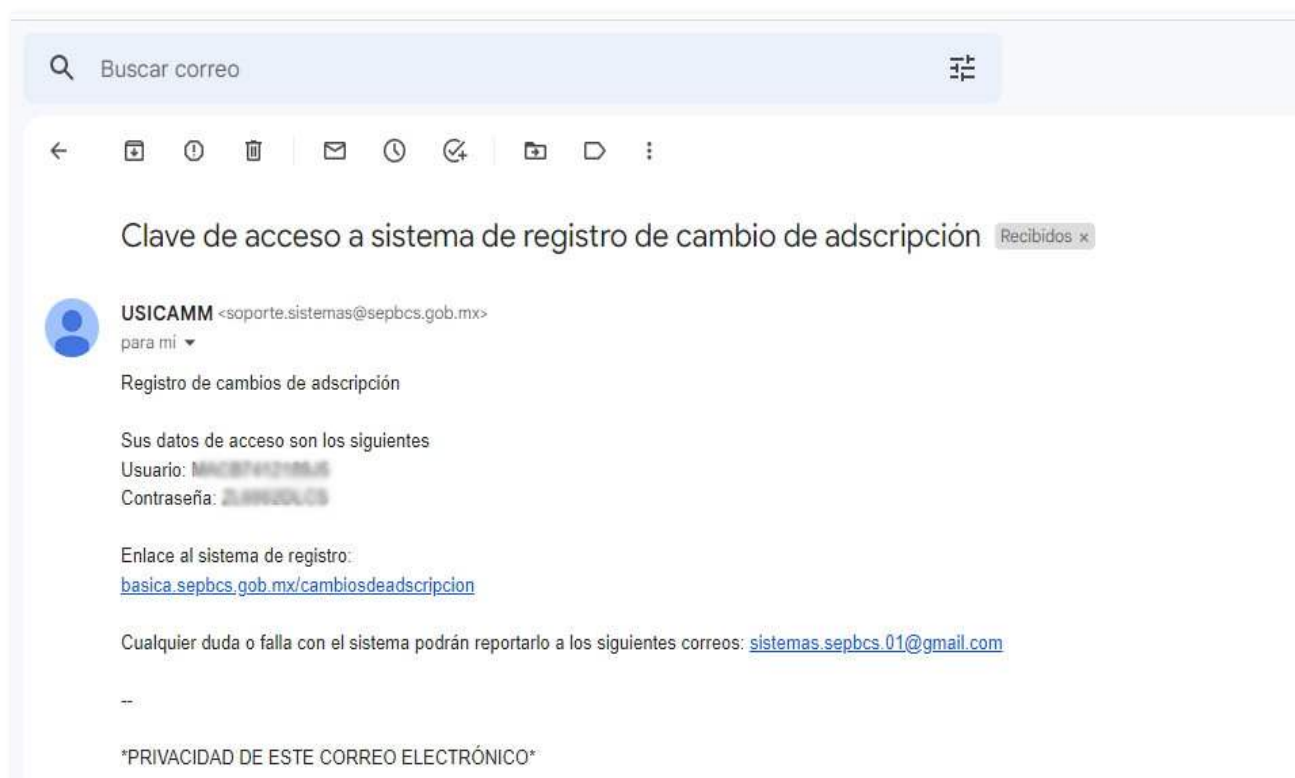 Buscar correo
Clave de acceso a sistema de registro de cambio de adscripción Recibidos x
USICAMM <soporte.sistemas@sepbcs.gob.mx>
para mí
Registro de cambios de adscripción
Sus datos de acceso son los siguientes
Usuario:
Contraseña:
Enlace al sistema de registro:
basica.sepbcs.gob.mx/cambiosdeadscripcion
Cualquier duda o falla con el sistema podrán reportarlo a los siguientes correos: sistemas.sepbcs.01@gmail.com
--
*PRIVACIDAD DE ESTE CORREO ELECTRÓNICO*